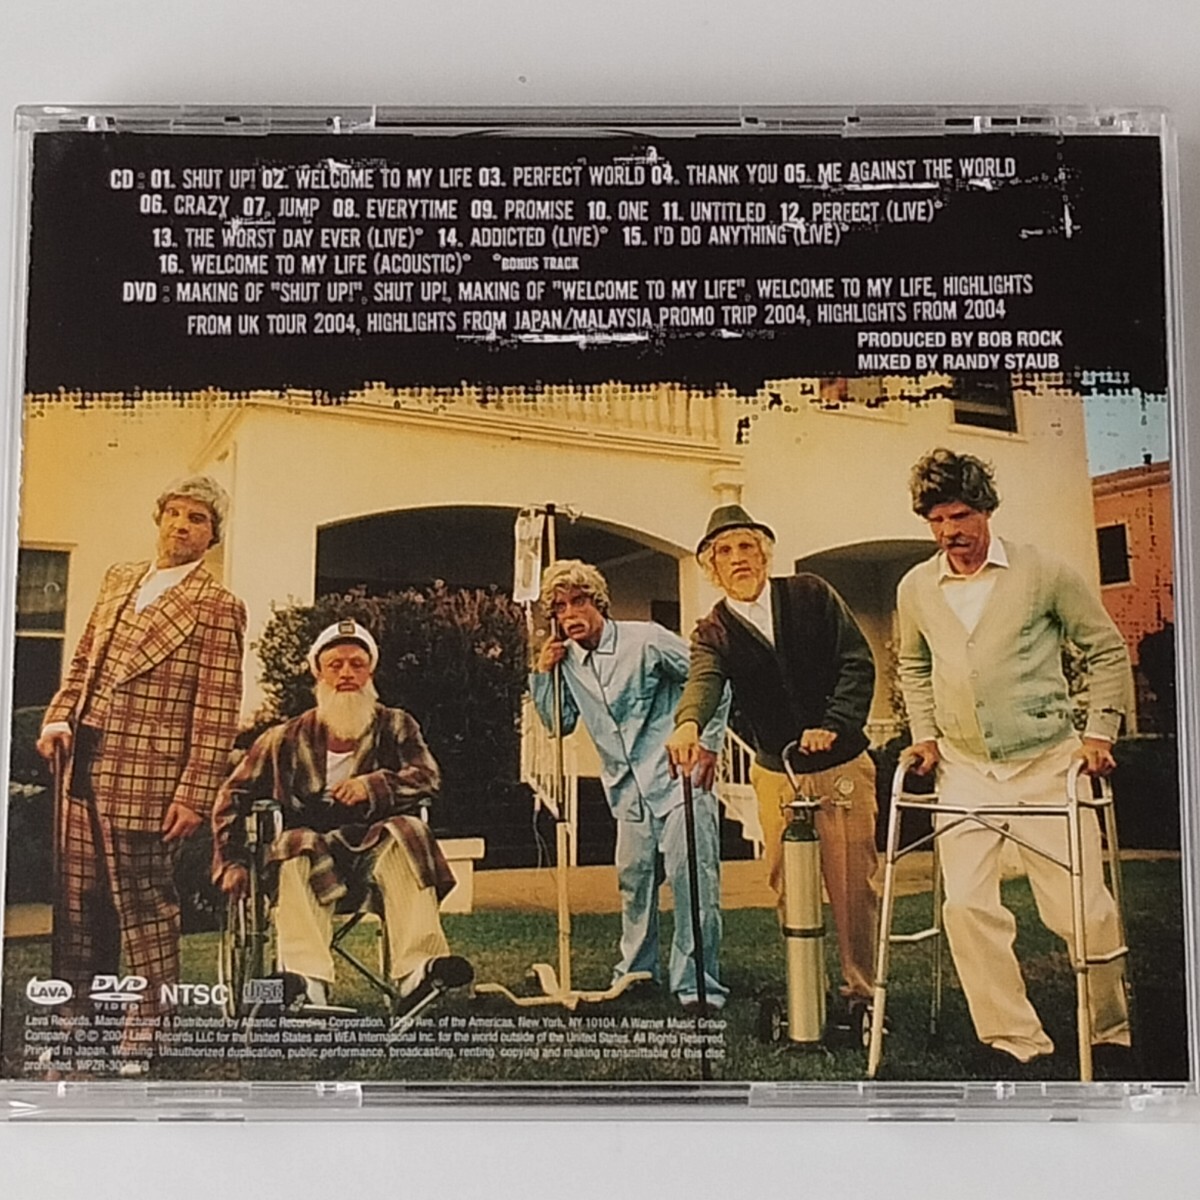 CD : 01. SHUT UP! 02. WELCOME TO MY LIFE 03. PERFECT WORLD 04. THANK YOU 05. ME AGAINST THE WORLD
06. CRAZY 07. JUMP 08. EVERYTIME 09. PROMISE 10. ONE 11. UNTITLED 12. PERFECT (LIVE)°
13. THE WORST DAY EVER (LIVE)° 14. ADDICTED (LIVE)° 15. I'D DO ANYTHING (LIVE)°
16. WELCOME TO MY LIFE (ACOUSTIC)° °BONUS TRACK
DVD : MAKING OF "SHUT UP!", SHUT UP!, MAKING OF "WELCOME TO MY LIFE", WELCOME TO MY LIFE, HIGHLIGHTS
FROM UK TOUR 2004, HIGHLIGHTS FROM JAPAN/MALAYSIA PROMO TRIP 2004, HIGHLIGHTS FROM 2004
PRODUCED BY BOB ROCK
MIXED BY RANDY STAUB
LAVA DVD VIDEO NTSC disc
Lava Records. Manufactured & Distributed by Atlantic Recording Corporation, Ave. of the Americas, New York, NY 10104. A Warner Music Group
Company. ℗© 2004 Lava Records LLC for the United States and WEA International Inc. for the world outside of the United States. All Rights Reserved.
Printed in Japan. Warning: Unauthorized duplication, public performance, broadcasting, renting, copying and making transmittable of this disc
prohibited.